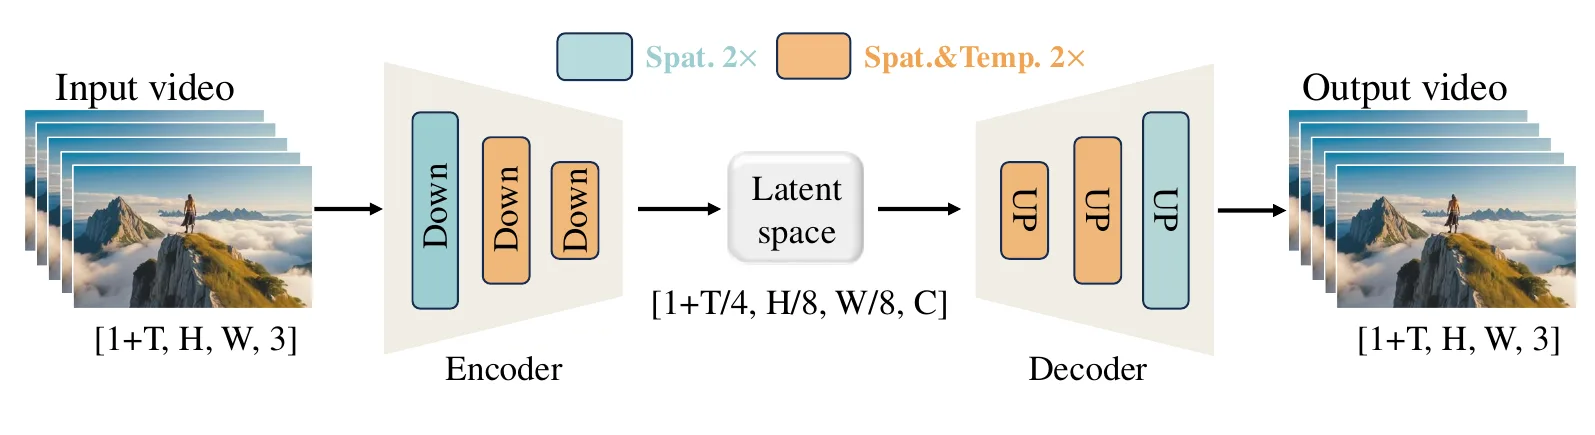 Spat. 2×
Spat.&Temp. 2×
Input video
[1+T, H, W, 3]
Down
Down
Down
Encoder
Latent
space
[1+T/4, H/8, W/8, C]
UP
UP
UP
Decoder
Output video
[1+T, H, W, 3]